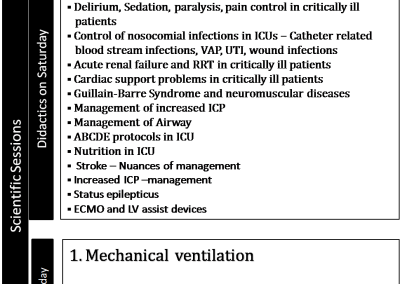 ▪ Delirium, Sedation, paralysis, pain control in critically ill
patients
▪ Control of nosocomial infections in ICUs – Catheter related
blood stream infections, VAP, UTI, wound infections
▪ Acute renal failure and RRT in critically ill patients
▪ Cardiac support problems in critically ill patients
▪ Guillain-Barre Syndrome and neuromuscular diseases
▪ Management of increased ICP
▪ Management of Airway
▪ ABCDE protocols in ICU
▪ Nutrition in ICU
▪ Stroke – Nuances of management
▪ Increased ICP –management
▪ Status epilepticus
▪ ECMO and LV assist devices
Didactics on Saturday
Scientific Sessions
1. Mechanical ventilation
day